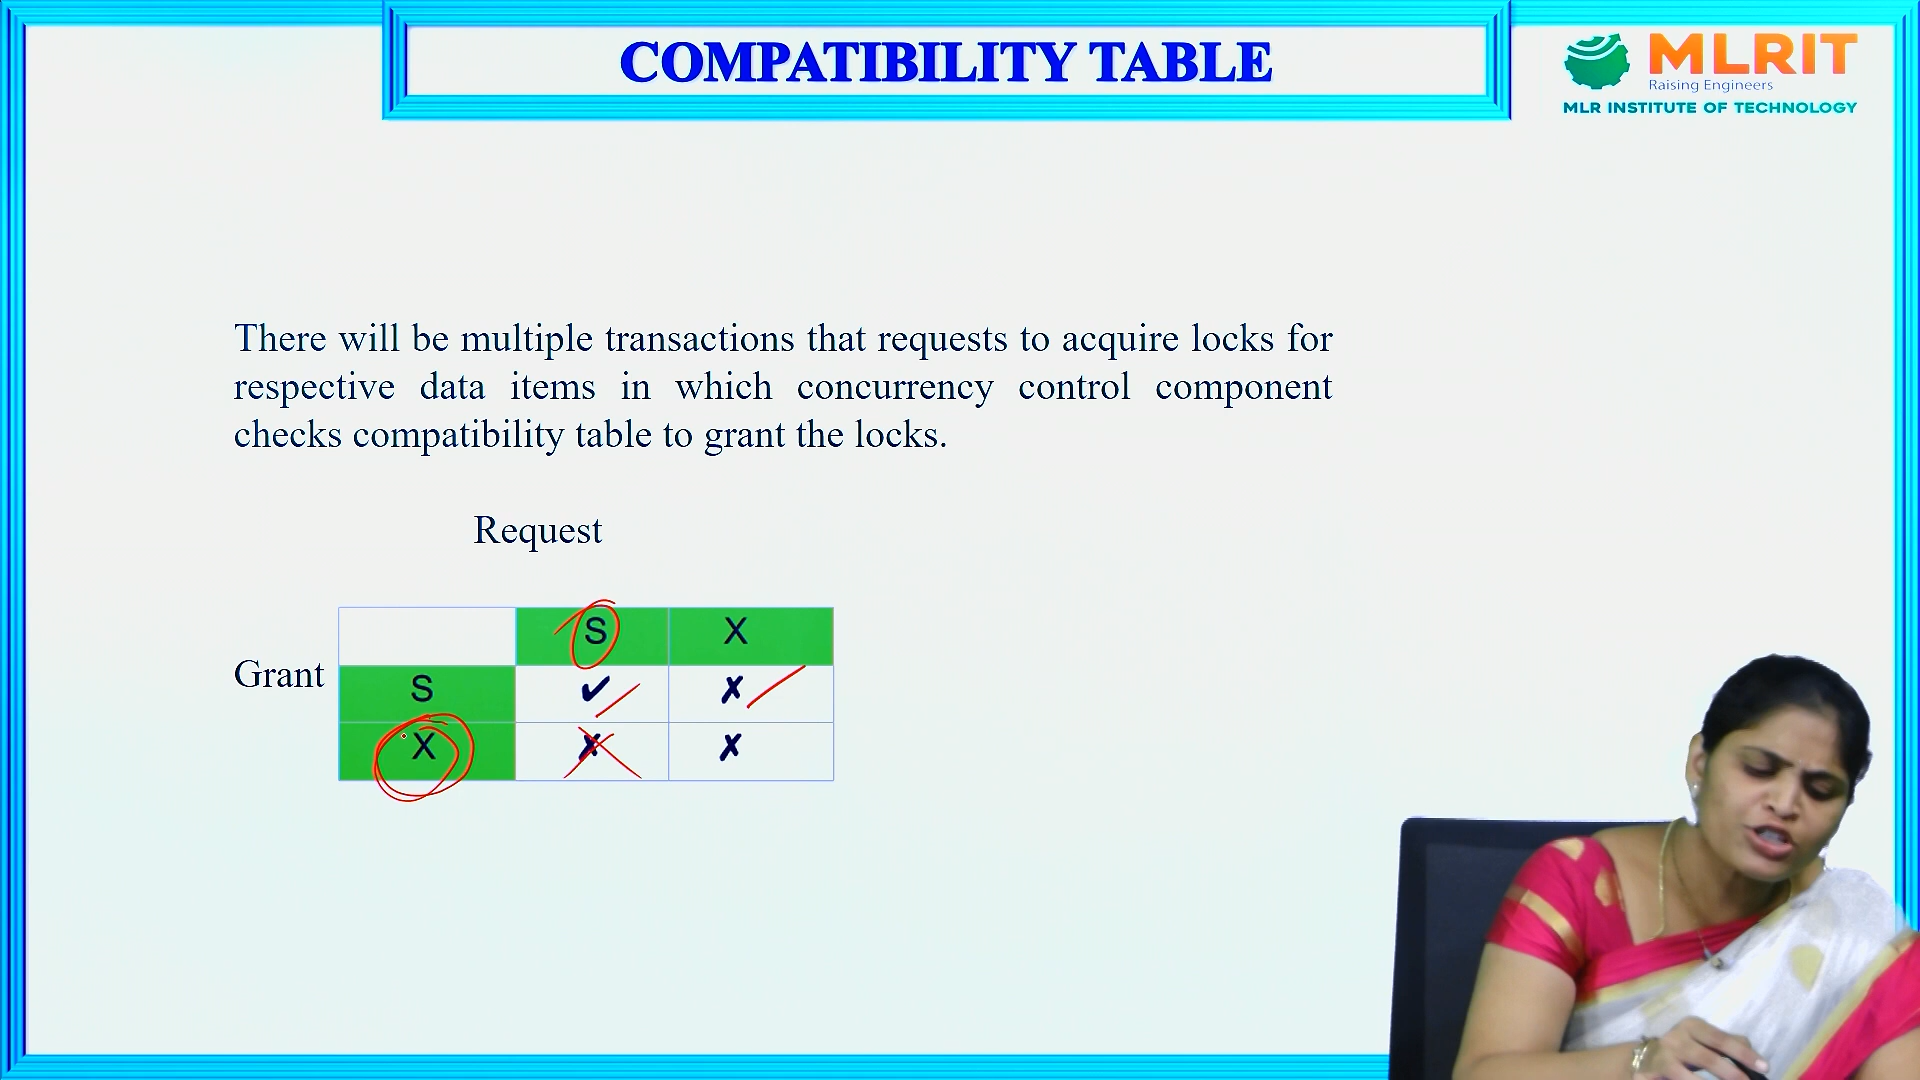 COMPATIBILITY TABLE
MLRIT
Raising Engineers
MLR INSTITUTE OF TECHNOLOGY
There will be multiple transactions that requests to acquire locks for
respective data items in which concurrency control component
checks compatibility table to grant the locks.
Request
S X
Grant
S ✔ ✗
X ✗ ✗